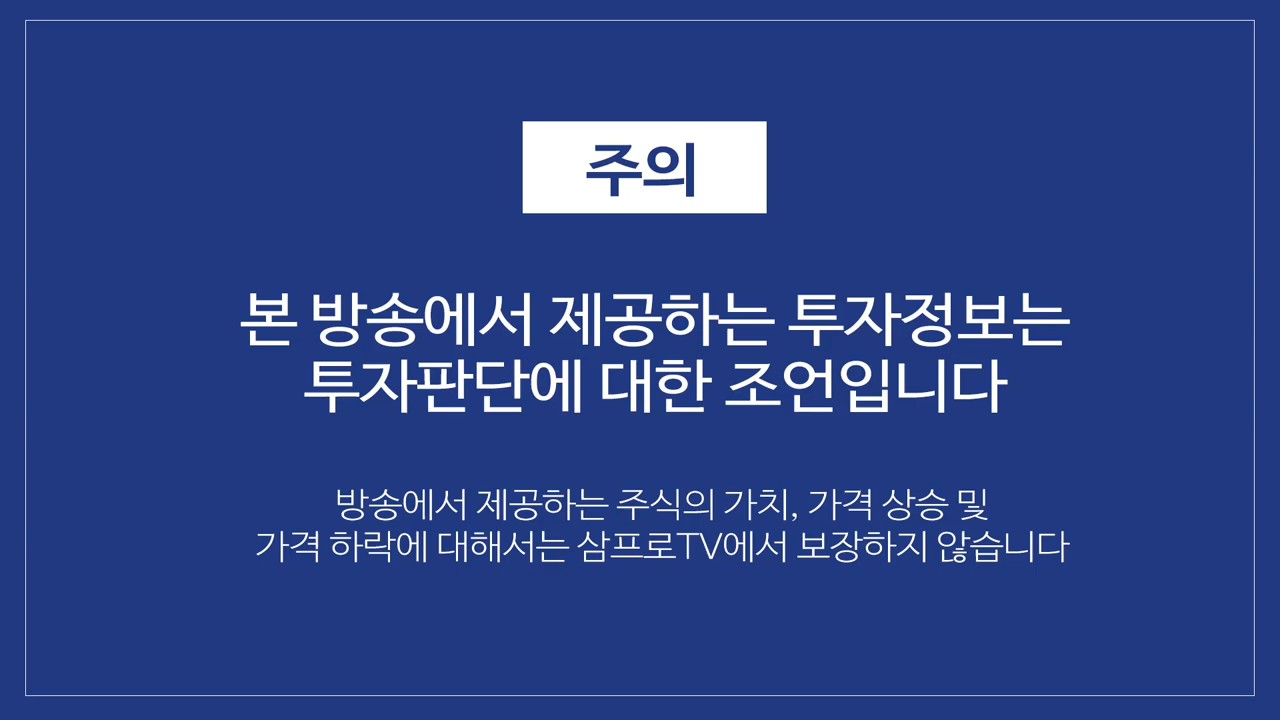 주의
본 방송에서 제공하는 투자정보는
투자판단에 대한 조언입니다
방송에서 제공하는 주식의 가치, 가격 상승 및
가격 하락에 대해서는 삼프로TV에서 보장하지 않습니다